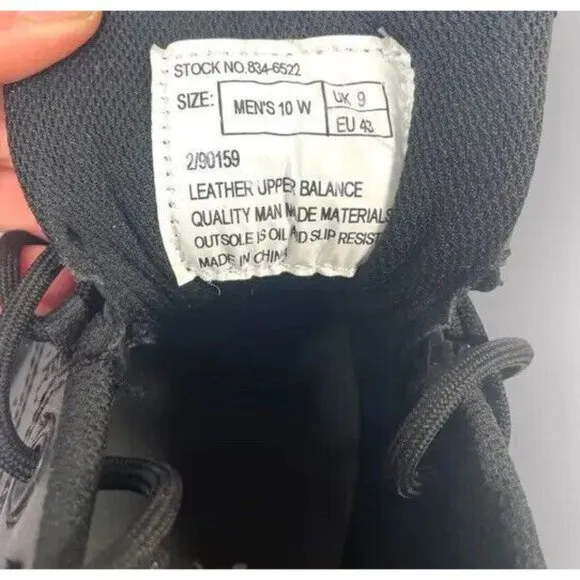 STOCK NO.834-6522
SIZE: MEN'S 10 W UK 9
EU 43
2/90159
LEATHER UPPER BALANCE
QUALITY MAN MADE MATERIALS
OUTSOLE IS OIL AND SLIP RESIST
MADE IN CHINA